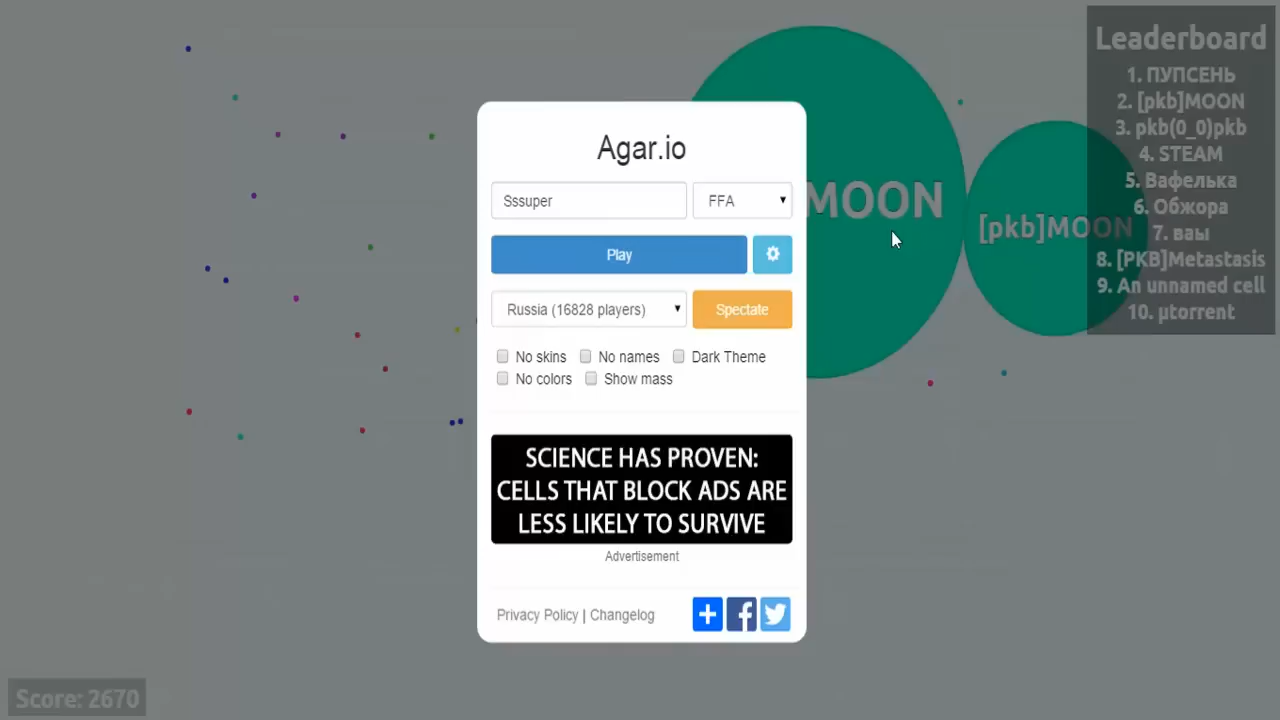 Agar.io
Sssuper
FFA
Play
Russia (16828 players)
Spectate
No skins
No names
Dark Theme
No colors
Show mass
SCIENCE HAS PROVEN:
CELLS THAT BLOCK ADS ARE
LESS LIKELY TO SURVIVE
Advertisement
Privacy Policy | Changelog
MOON
[pkb]MOON
Leaderboard
1. ПУПСЕНЬ
2. [pkb]MOON
3. pkb(0_0)pkb
4. STEAM
5. Вафелька
6. Обжора
7. ваы
8. [PKB]Metastasis
9. An unnamed cell
10. µtorrent
Score: 2670